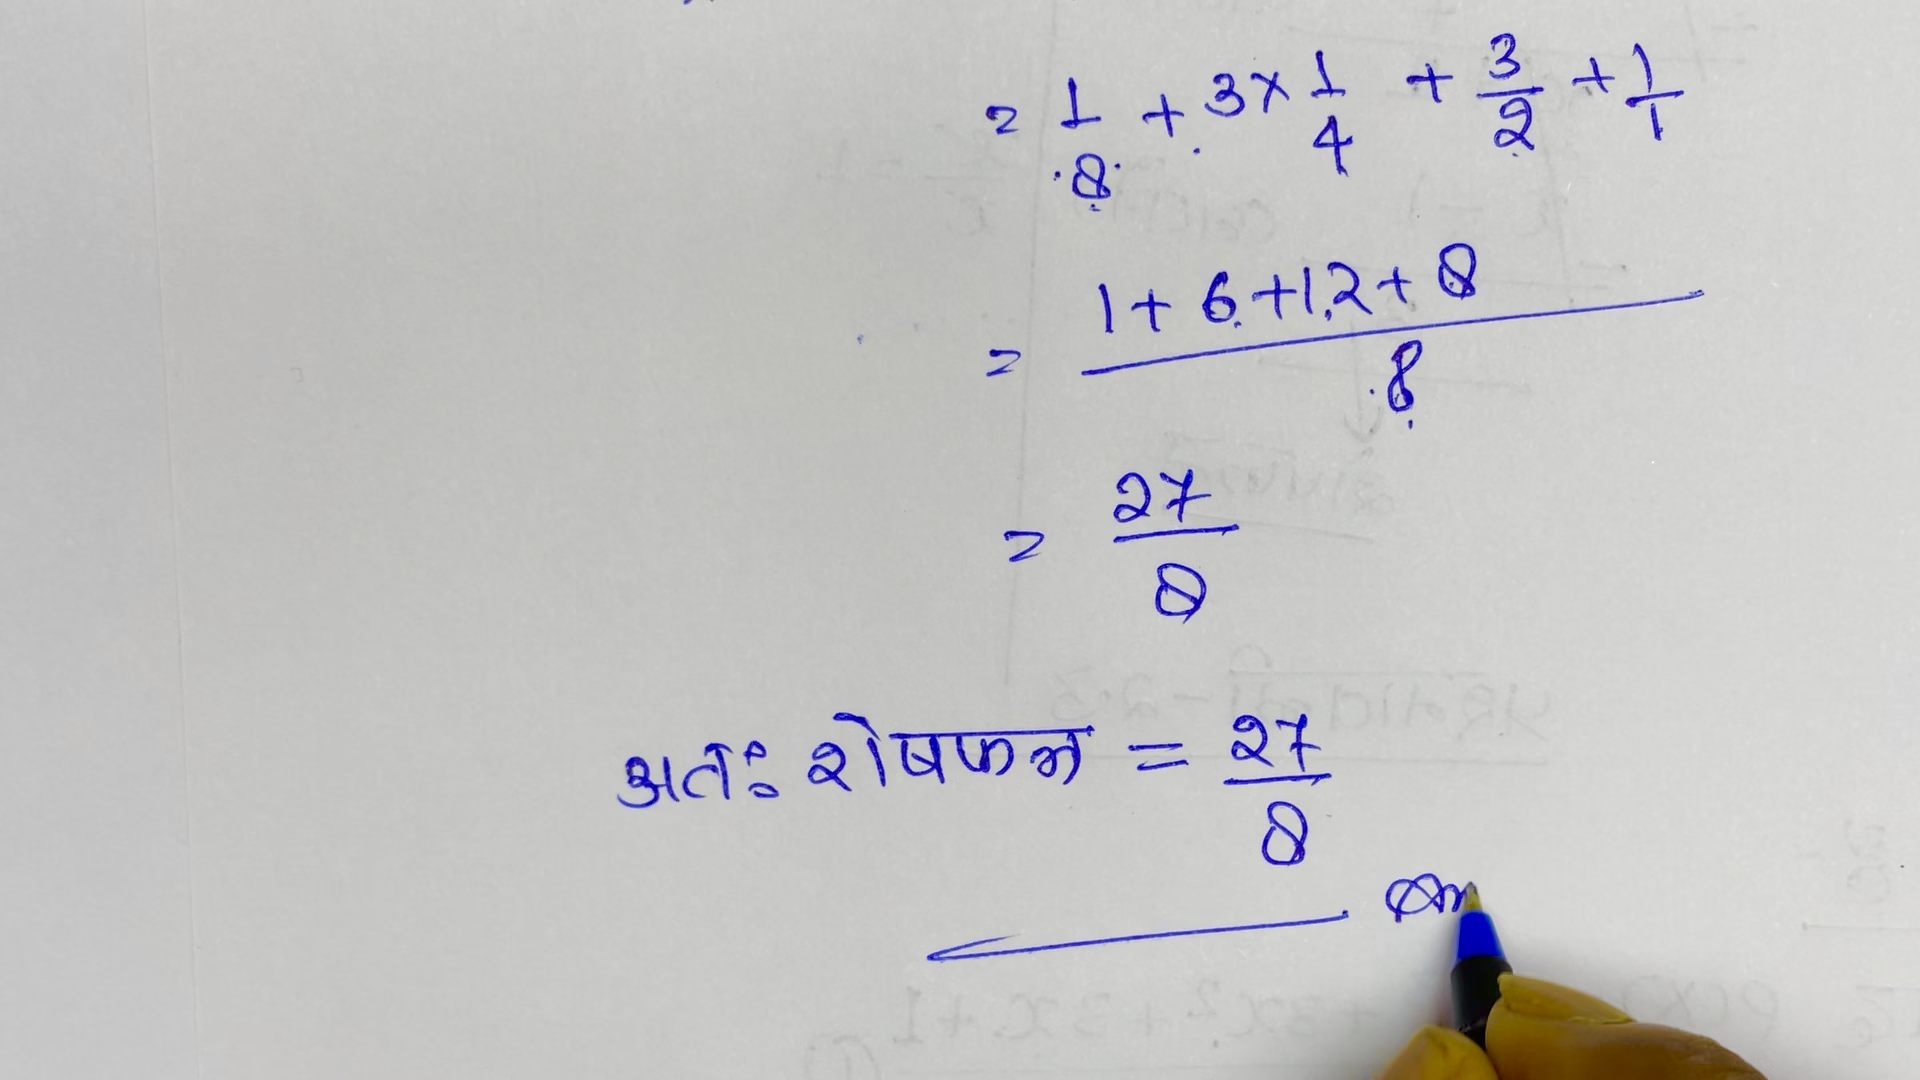 = 1/8 + 3 × 1/4 + 3/2 + 1/1
= 1 + 6 + 12 + 8 / 8
= 27/8
अतः शेषफल = 27/8